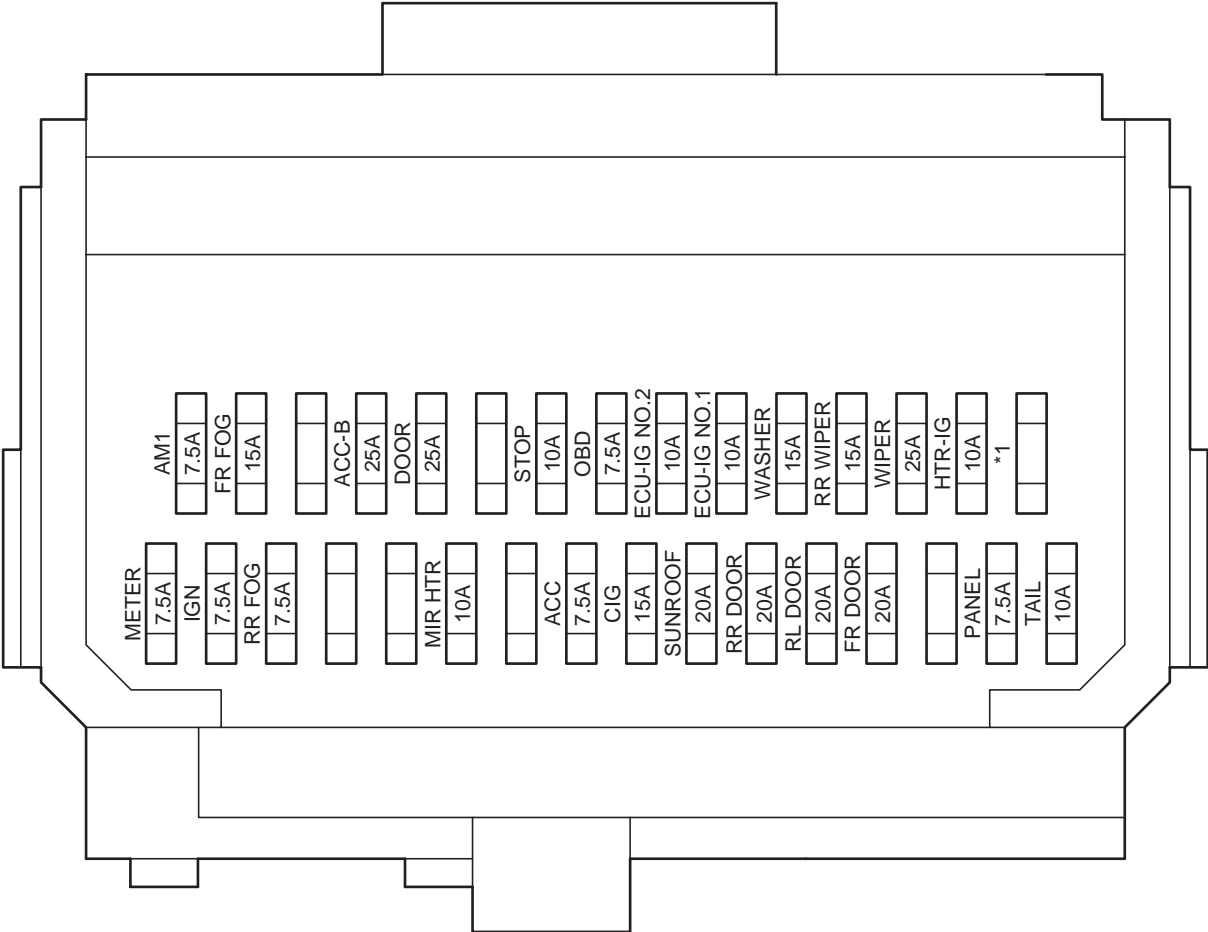 AM1
7.5A
FR FOG
15A
ACC-B
25A
DOOR
25A
STOP
10A
OBD
7.5A
ECU-IG NO.2
10A
ECU-IG NO.1
10A
WASHER
15A
RR WIPER
15A
WIPER
25A
HTR-IG
10A
*1
METER
7.5A
IGN
7.5A
RR FOG
7.5A
MIR HTR
10A
ACC
7.5A
CIG
15A
SUNROOF
20A
RR DOOR
20A
RL DOOR
20A
FR DOOR
20A
PANEL
7.5A
TAIL
10A